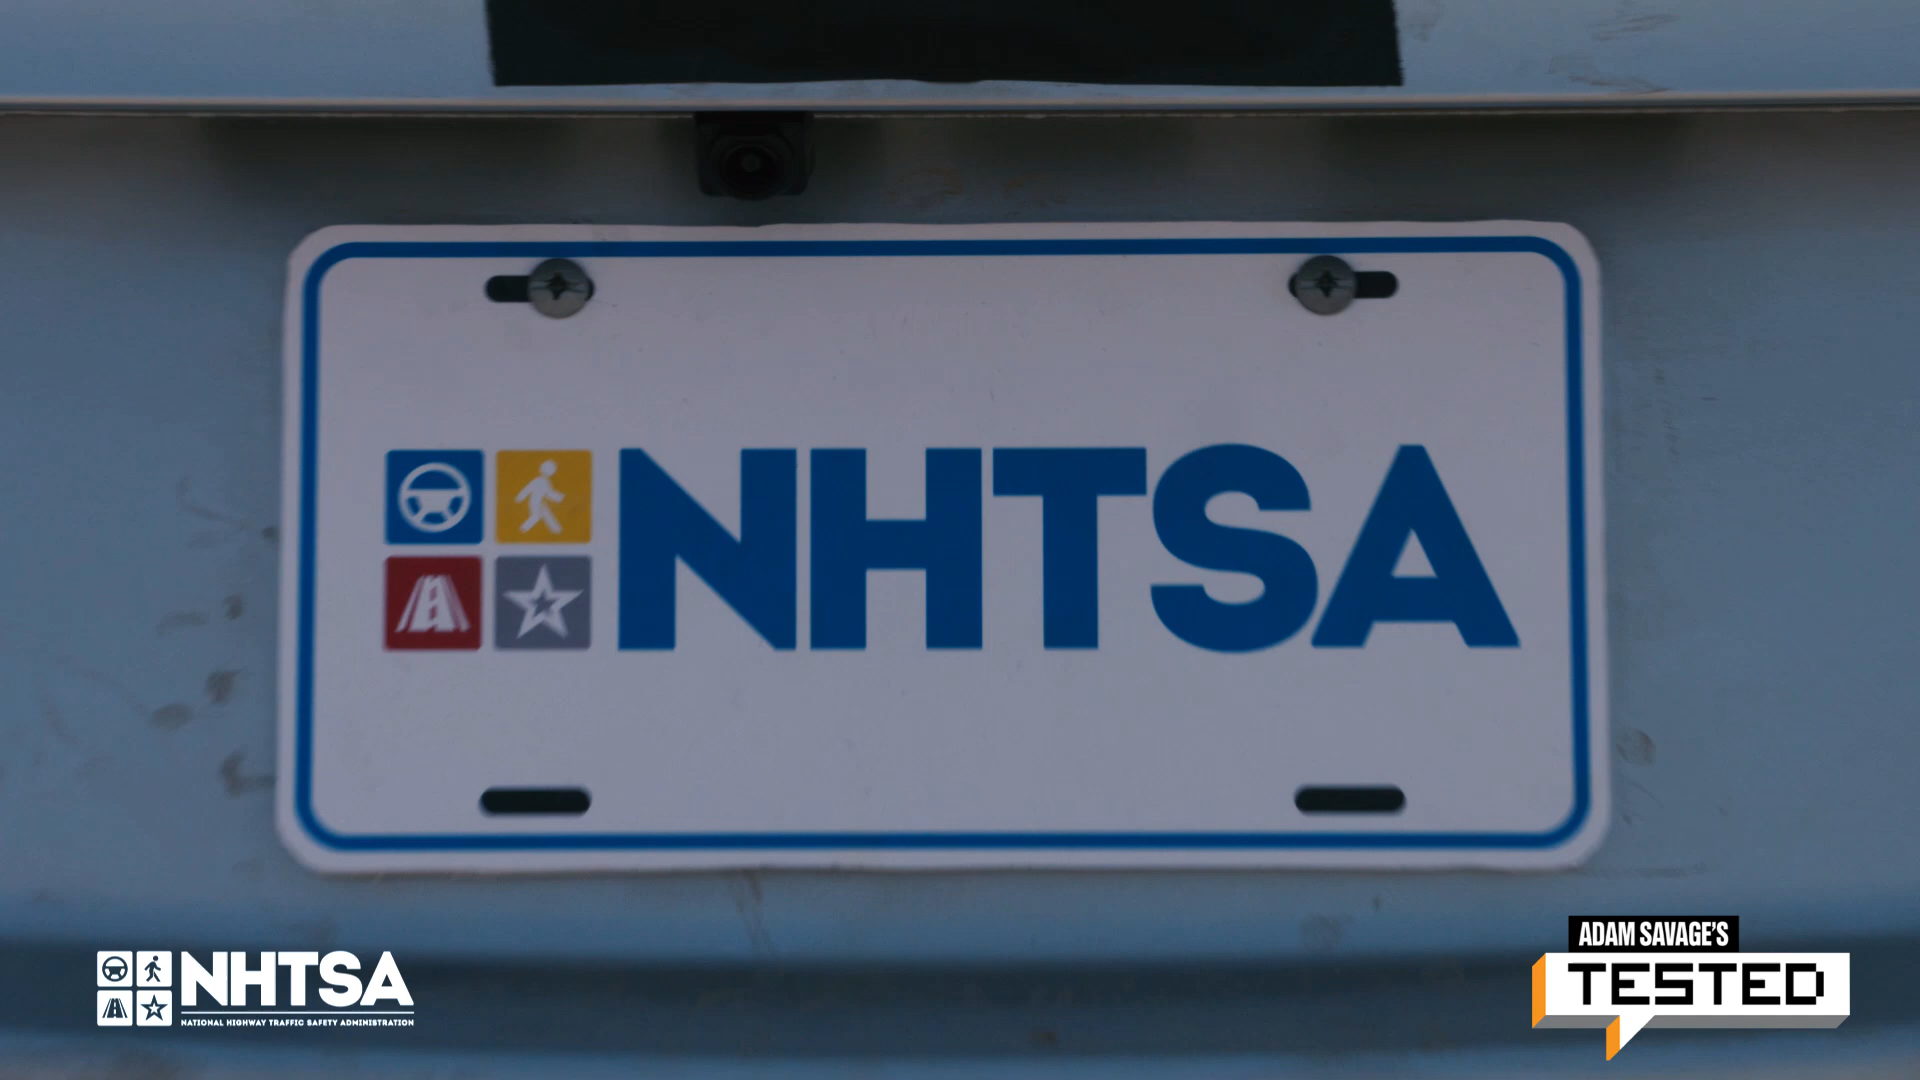 NHTSA
NHTSA
NATIONAL HIGHWAY TRAFFIC SAFETY ADMINISTRATION
ADAM SAVAGE'S
TESTED